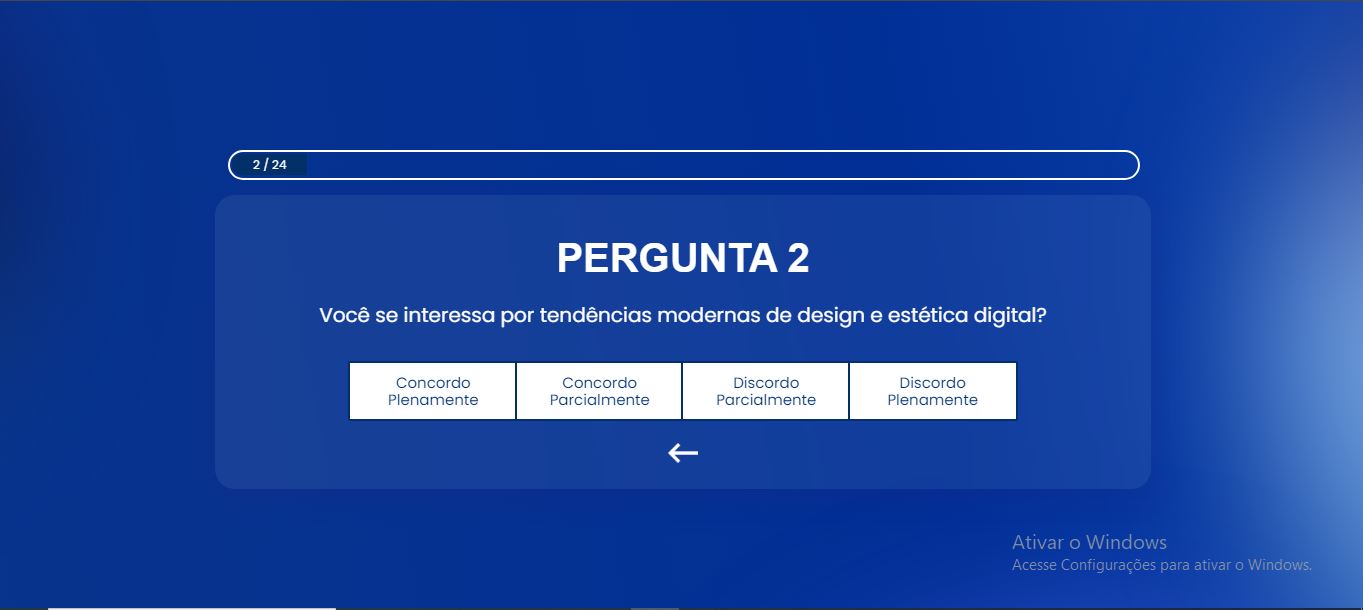 2 / 24
PERGUNTA 2
Você se interessa por tendências modernas de design e estética digital?
Concordo
Plenamente
Concordo
Parcialmente
Discordo
Parcialmente
Discordo
Plenamente
Ativar o Windows
Acesse Configurações para ativar o Windows.